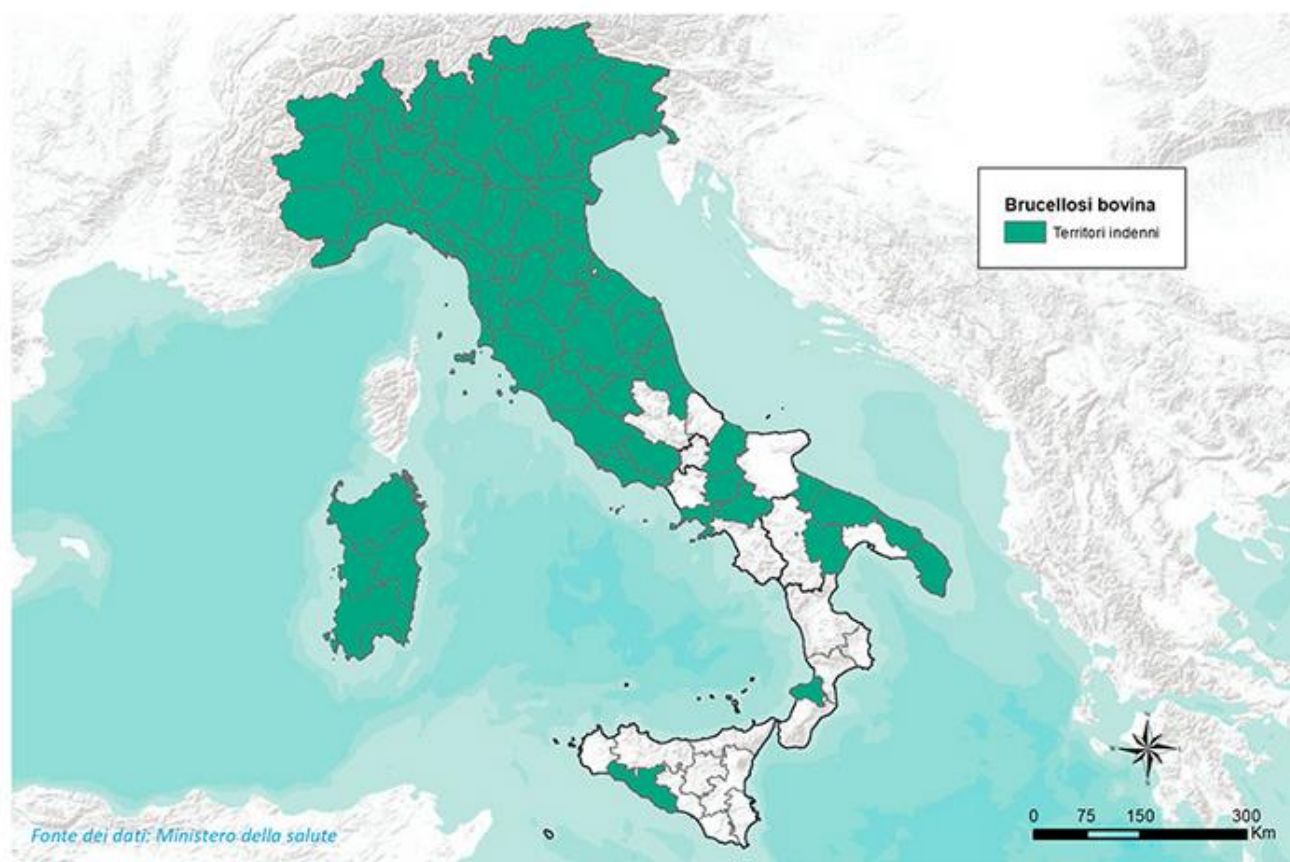 Brucellosi bovina
Territori indenni
Fonte dei dati: Ministero della salute
0 75 150 300
Km